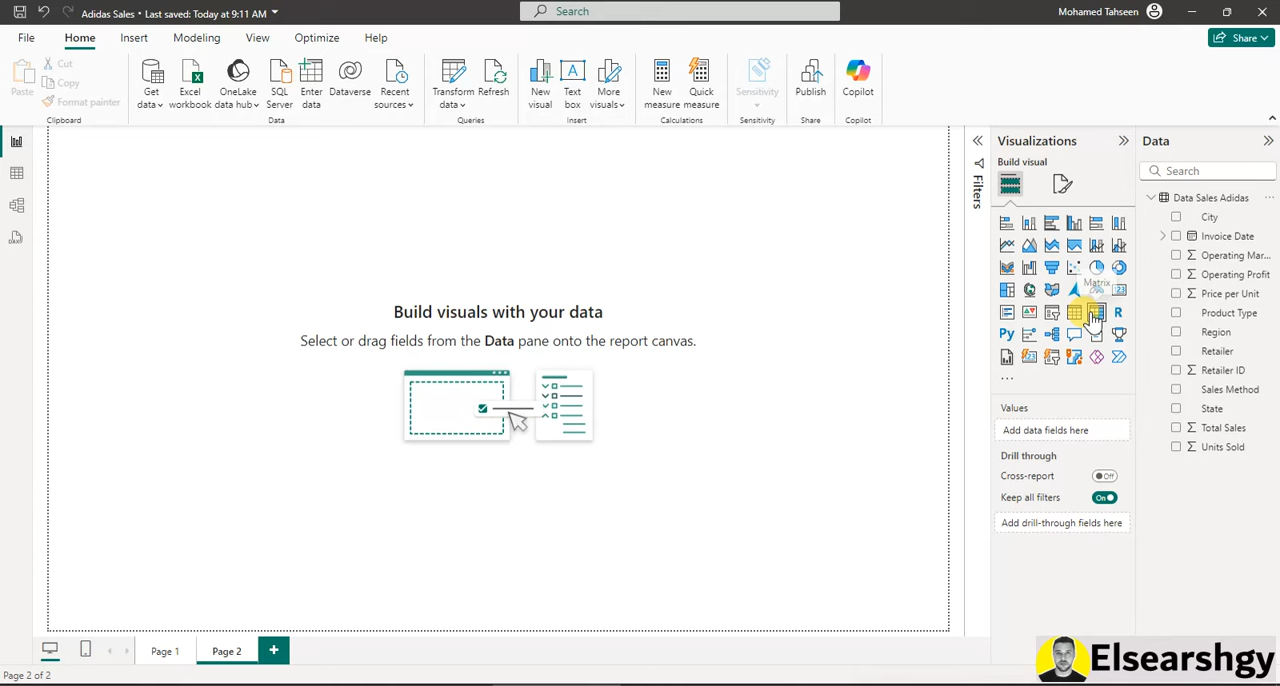 Adidas Sales • Last saved: Today at 9:11 AM
Search
Mohamed Tahseen
File
Home
Insert
Modeling
View
Optimize
Help
Share
Paste
Cut
Copy
Format painter
Clipboard
Get data
Excel workbook
OneLake data hub
SQL Server
Enter data
Dataverse
Recent sources
Data
Transform data
Refresh
Queries
New visual
Text box
More visuals
Insert
New measure
Quick measure
Calculations
Sensitivity
Sensitivity
Publish
Share
Copilot
Copilot
Build visuals with your data
Select or drag fields from the Data pane onto the report canvas.
Filters
Visualizations
Build visual
Matrix
123
R
Py
...
Values
Add data fields here
Drill through
Cross-report
Off
Keep all filters
On
Add drill-through fields here
Data
Search
Data Sales Adidas
...
City
Invoice Date
Operating Mar...
Operating Profit
Price per Unit
Product Type
Region
Retailer
Retailer ID
Sales Method
State
Total Sales
Units Sold
Page 1
Page 2
+
Page 2 of 2
Elsearshgy